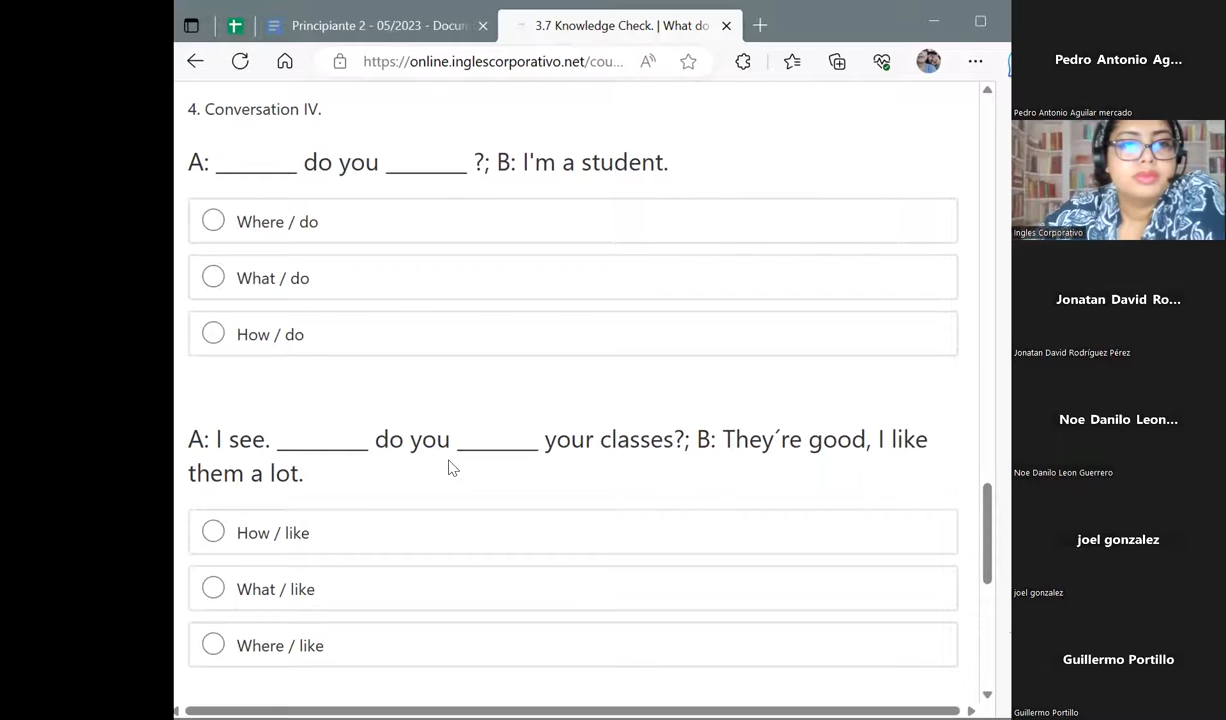 Principiante 2 - 05/2023 - Docum
3.7 Knowledge Check. | What do
https://online.inglescorporativo.net/cou...
4. Conversation IV.
A: _______ do you _______ ?; B: I'm a student.
Where / do
What / do
How / do
A: I see. ________ do you _______ your classes?; B: They´re good, I like
them a lot.
How / like
What / like
Where / like
Pedro Antonio Ag...
Pedro Antonio Aguilar mercado
Ingles Corporativo
Jonatan David Ro...
Jonatan David Rodríguez Pérez
Noe Danilo Leon...
Noe Danilo Leon Guerrero
joel gonzalez
joel gonzalez
Guillermo Portillo
Guillermo Portillo